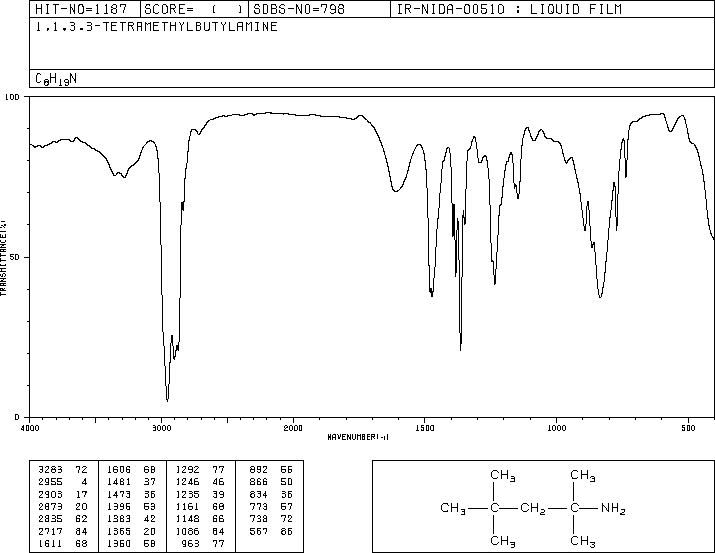 HIT-NO=1187 SCORE= ( ) SDBS-NO=798 IR-NIDA-00510 : LIQUID FILM
1,1,3,3-TETRAMETHYLBUTYLAMINE
C8H19N
100
50
0
TRANSMITTANCE(%)
4000 3000 2000 1500 1000 500
WAVENUMBER(-1)
3283 72 1606 68 1292 77 892 55
2955 4 1481 37 1246 46 866 50
2903 17 1473 36 1235 39 834 36
2873 20 1396 53 1161 68 773 57
2835 62 1383 42 1148 66 738 72
2717 84 1365 20 1086 84 567 86
1611 68 1350 58 963 77
CH3 CH3
CH3 CH2 NH2
CH3 CH3